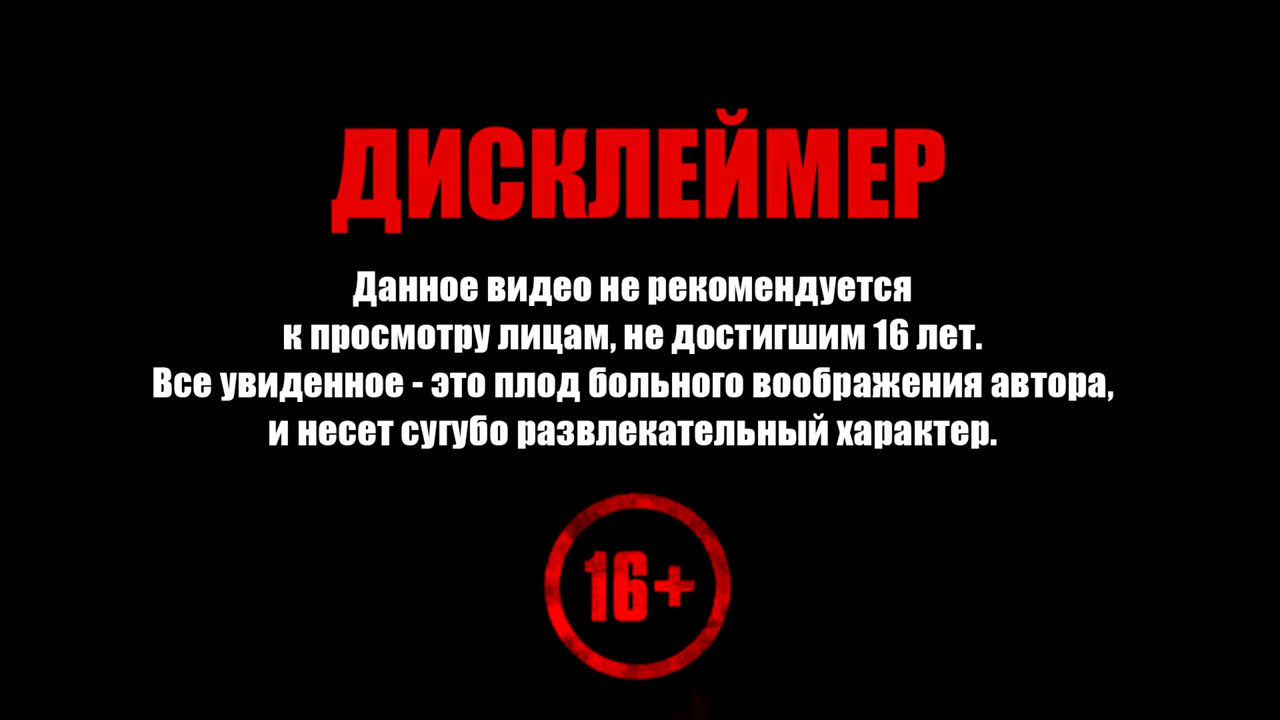 ДИСКЛЕЙМЕР
Данное видео не рекомендуется
к просмотру лицам, не достигшим 16 лет.
Все увиденное - это плод больного воображения автора,
и несет сугубо развлекательный характер.
16+